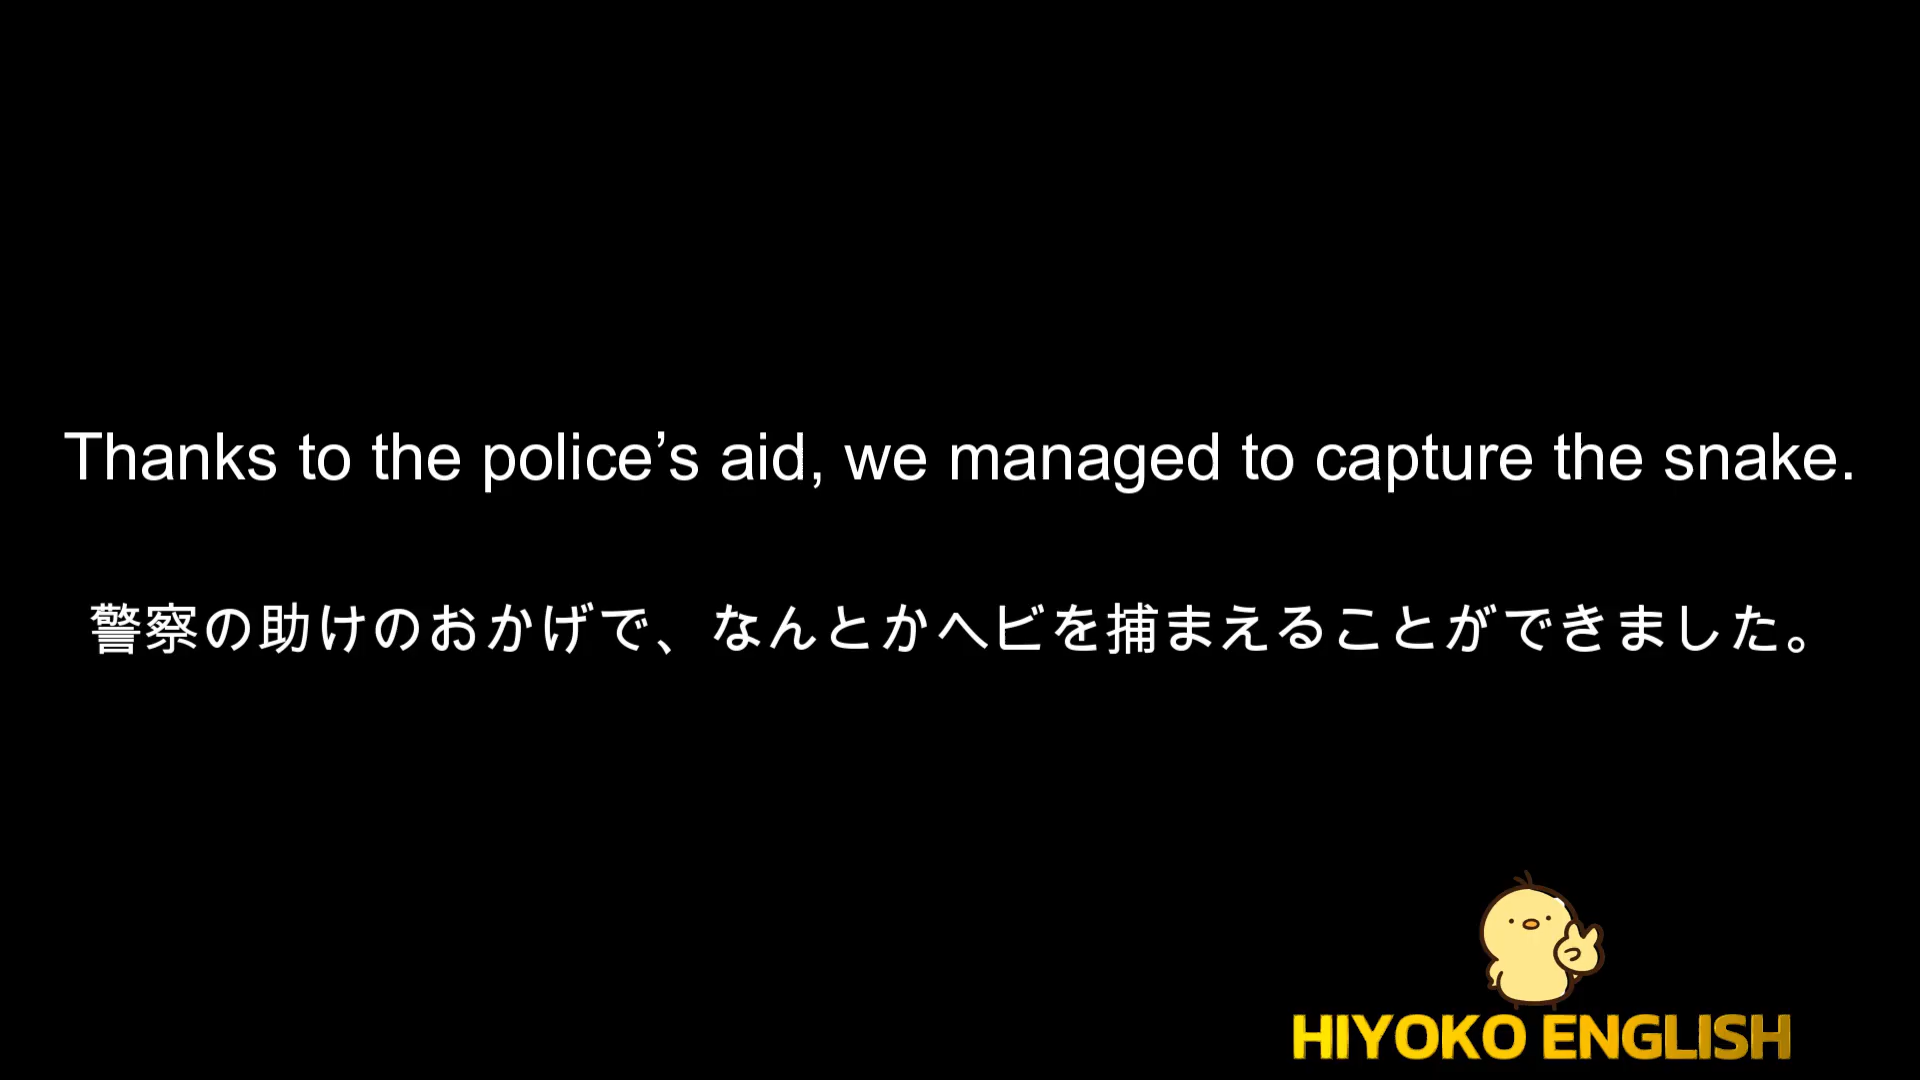 Thanks to the police’s aid, we managed to capture the snake.
警察の助けのおかげで、なんとかヘビを捕まえることができました。
HIYOKO ENGLISH